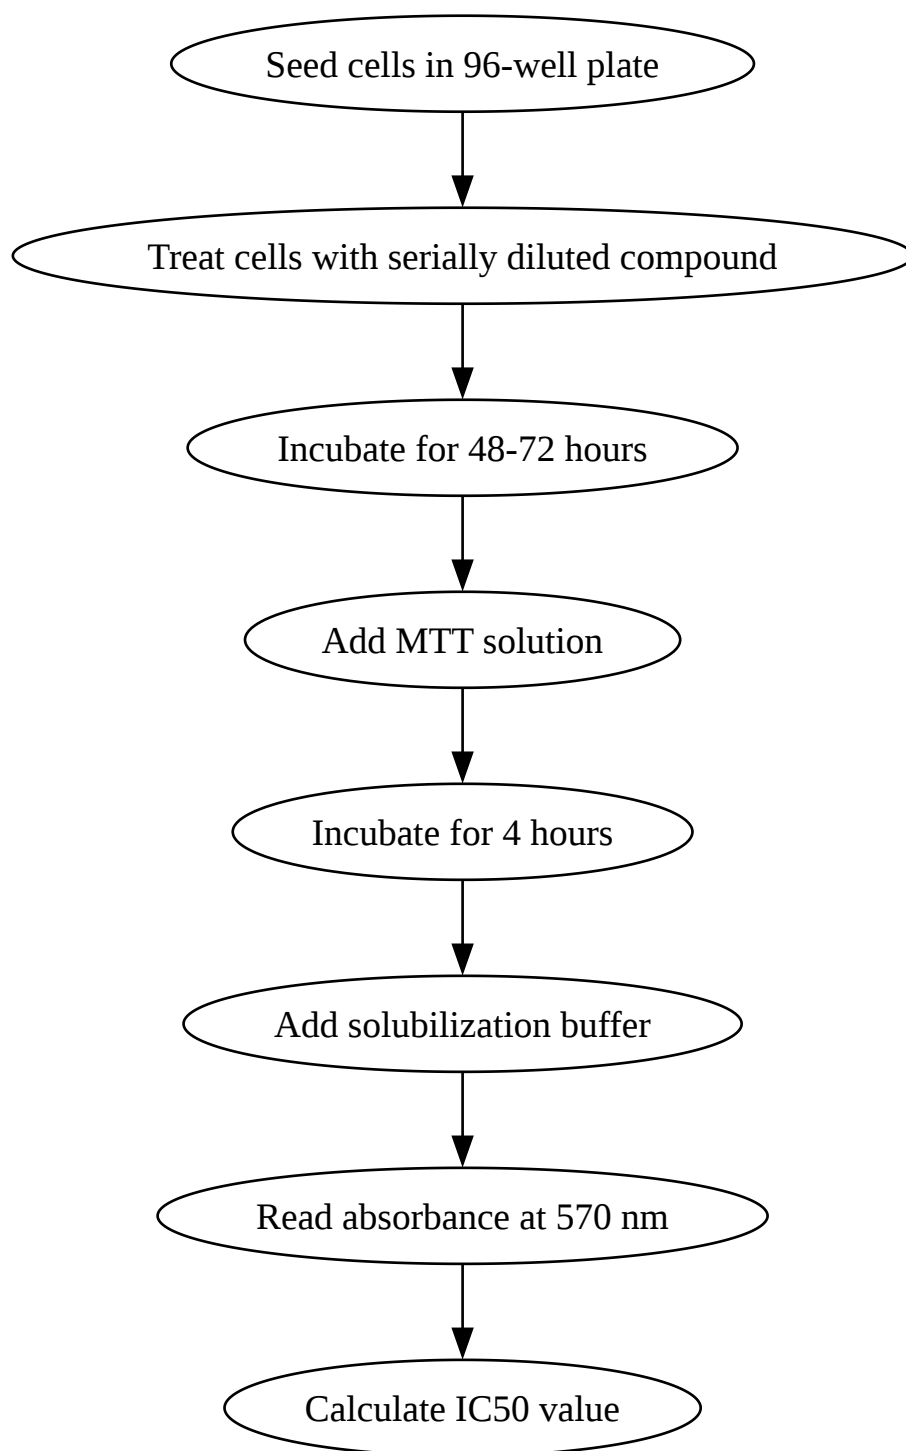 Seed cells in 96-well plate
Treat cells with serially diluted compound
Incubate for 48-72 hours
Add MTT solution
Incubate for 4 hours
Add solubilization buffer
Read absorbance at 570 nm
Calculate IC50 value